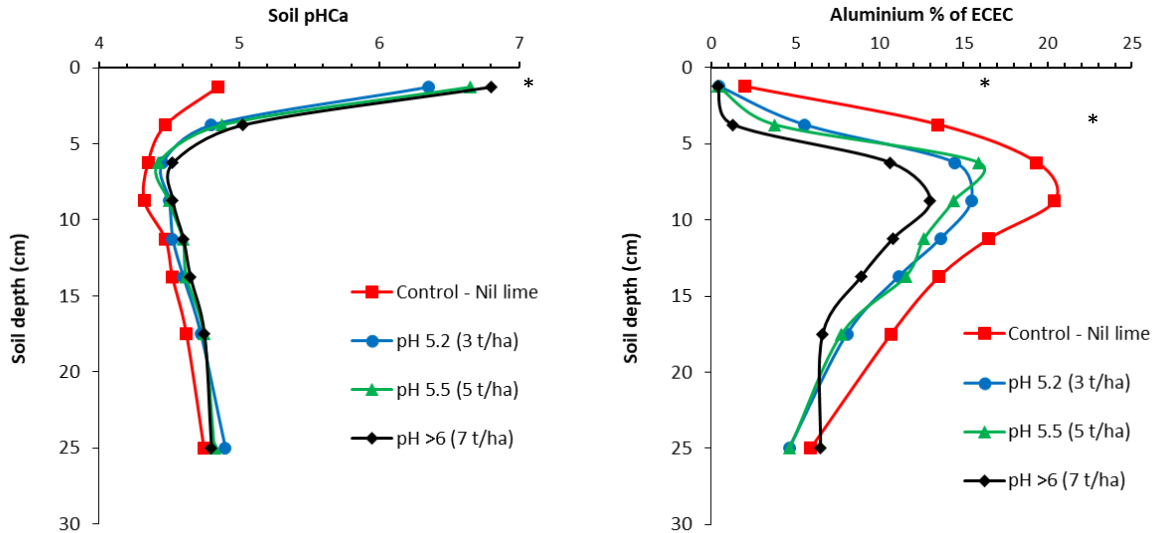 Soil pHCa
4 5 6 7
0
5
10
15
20
25
30
Soil depth (cm)
*
Control - Nil lime
pH 5.2 (3 t/ha)
pH 5.5 (5 t/ha)
pH >6 (7 t/ha)
Aluminium % of ECEC
0 5 10 15 20 25
0
5
10
15
20
25
30
Soil depth (cm)
*
*
Control - Nil lime
pH 5.2 (3 t/ha)
pH 5.5 (5 t/ha)
pH >6 (7 t/ha)